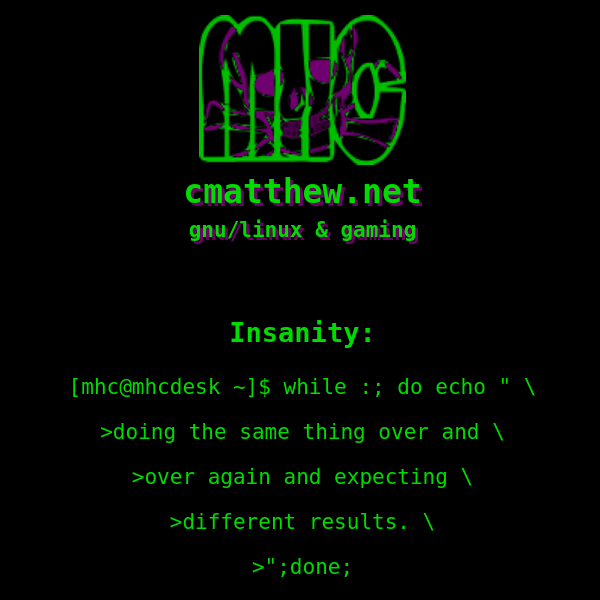 MHC
cmatthew.net
gnu/linux & gaming
Insanity:
[mhc@mhcdesk ~]$ while :; do echo " \
>doing the same thing over and \
>over again and expecting \
>different results. \
>";done;